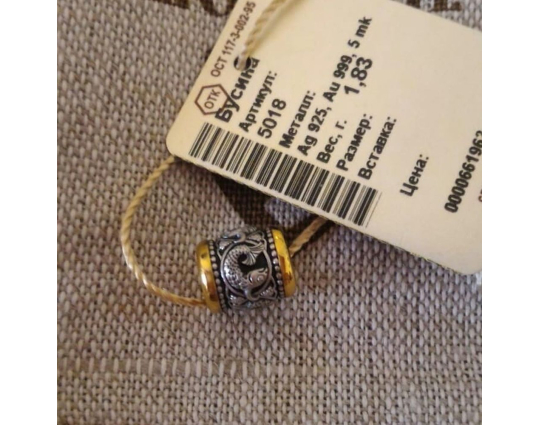 ОТК
ОСТ 117-3-002-95
Бусина
Артикул:
5018
Металл:
Ag 925, Au 999, 5 mk
Вес, г.
1,83
Размер:
Вставка:
Цена:
0000661963